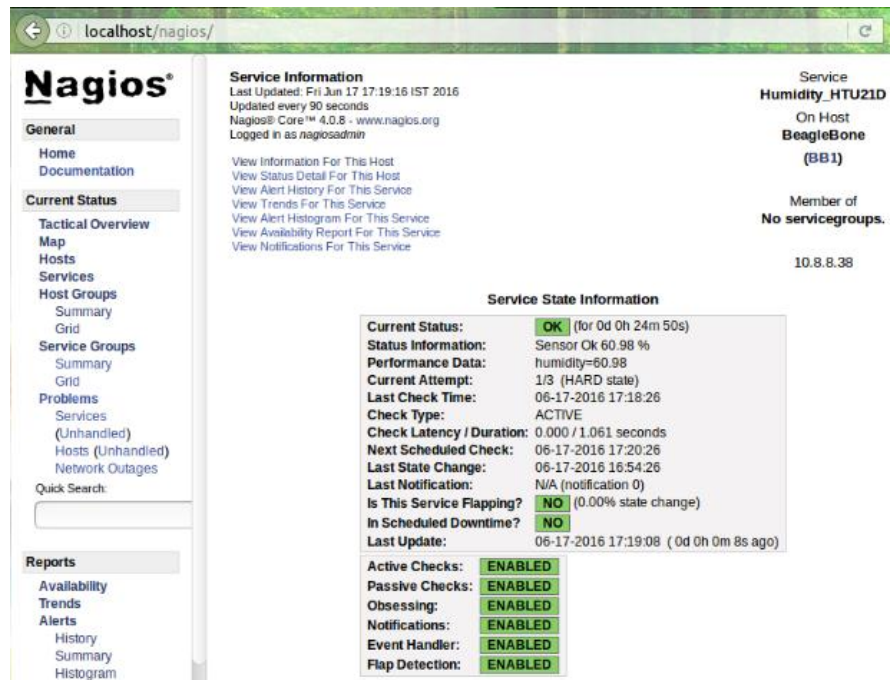 localhost/nagios/
Nagios®
General
Home
Documentation
Current Status
Tactical Overview
Map
Hosts
Services
Host Groups
Summary
Grid
Service Groups
Summary
Grid
Problems
Services
(Unhandled)
Hosts (Unhandled)
Network Outages
Quick Search:
Reports
Availability
Trends
Alerts
History
Summary
Histogram
Service Information
Last Updated: Fri Jun 17 17:19:16 IST 2016
Updated every 90 seconds
Nagios® Core™ 4.0.8 - www.nagios.org
Logged in as nagiosadmin
View Information For This Host
View Status Detail For This Host
View Alert History For This Service
View Trends For This Service
View Alert Histogram For This Service
View Availability Report For This Service
View Notifications For This Service
Service
Humidity_HTU21D
On Host
BeagleBone
(BB1)
Member of
No servicegroups.
10.8.8.38
Service State Information
Current Status: OK (for 0d 0h 24m 50s)
Status Information: Sensor Ok 60.98 %
Performance Data: humidity=60.98
Current Attempt: 1/3 (HARD state)
Last Check Time: 06-17-2016 17:18:26
Check Type: ACTIVE
Check Latency / Duration: 0.000 / 1.061 seconds
Next Scheduled Check: 06-17-2016 17:20:26
Last State Change: 06-17-2016 16:54:26
Last Notification: N/A (notification 0)
Is This Service Flapping? NO (0.00% state change)
In Scheduled Downtime? NO
Last Update: 06-17-2016 17:19:08 ( 0d 0h 0m 8s ago)
Active Checks: ENABLED
Passive Checks: ENABLED
Obsessing: ENABLED
Notifications: ENABLED
Event Handler: ENABLED
Flap Detection: ENABLED